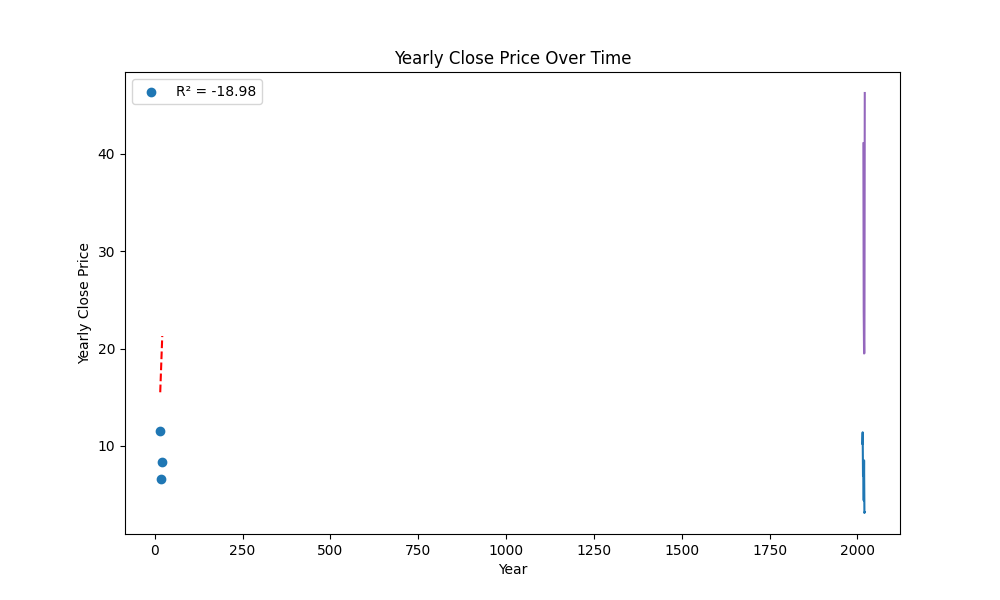 Yearly Close Price Over Time
R² = -18.98
40
30
20
10
Yearly Close Price
0 250 500 750 1000 1250 1500 1750 2000
Year